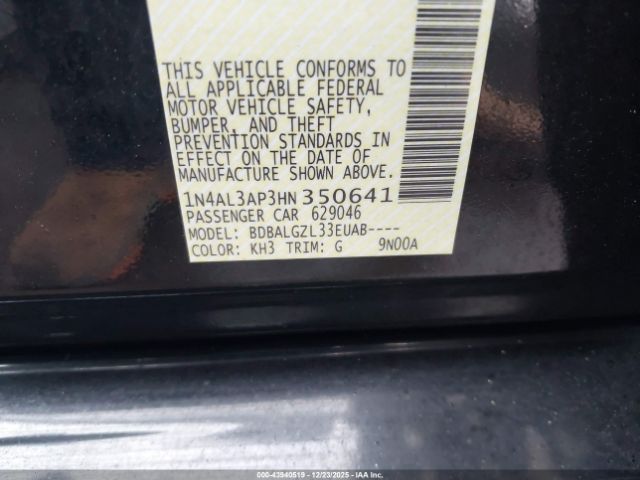 THIS VEHICLE CONFORMS TO
ALL APPLICABLE FEDERAL
MOTOR VEHICLE SAFETY,
BUMPER, AND THEFT
PREVENTION STANDARDS IN
EFFECT ON THE DATE OF
MANUFACTURE SHOWN ABOVE.
1N4AL3AP3HN350641
PASSENGER CAR 629046
MODEL: BDBALGZL33EUAB----
COLOR: KH3 TRIM: G 9N00A
000-43940519 - 12/23/2025 - © IAA Inc.